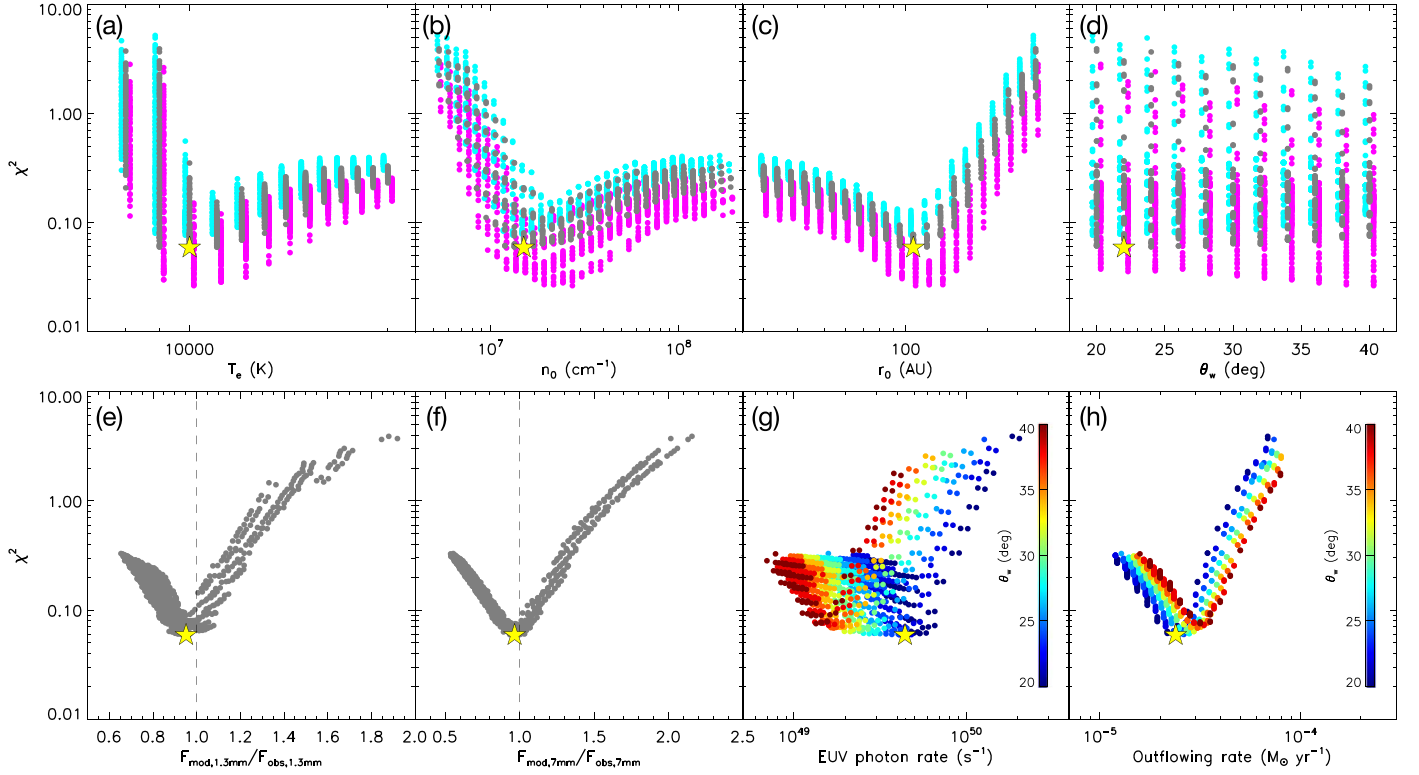 (a) (b) (c) (d)
10.00
1.00
0.10
0.01
χ²
10000
T_e (K)
10⁷ 10⁸
n₀ (cm⁻¹)
100
r₀ (AU)
20 25 30 35 40
θ_w (deg)
(e) (f) (g) (h)
10.00
1.00
0.10
0.01
χ²
0.6 0.8 1.0 1.2 1.4 1.6 1.8 2.0
F_mod,1.3mm/F_obs,1.3mm
0.5 1.0 1.5 2.0 2.5
F_mod,7mm/F_obs,7mm
40
35
30
25
20
θ_w (deg)
10⁴⁹ 10⁵⁰
EUV photon rate (s⁻¹)
40
35
30
25
20
θ_w (deg)
10⁻⁵ 10⁻⁴
Outflowing rate (M_⊙ yr⁻¹)